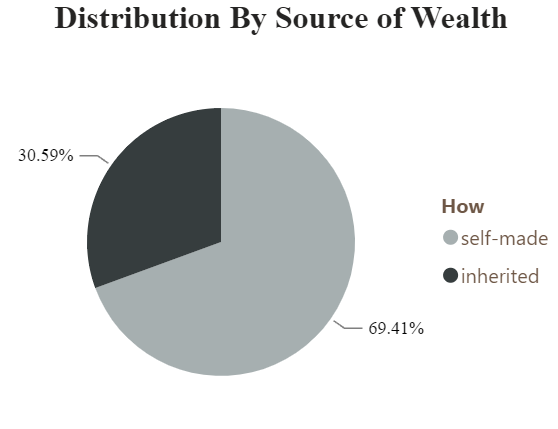 Distribution By Source of Wealth
30.59%
How
self-made
inherited
69.41%